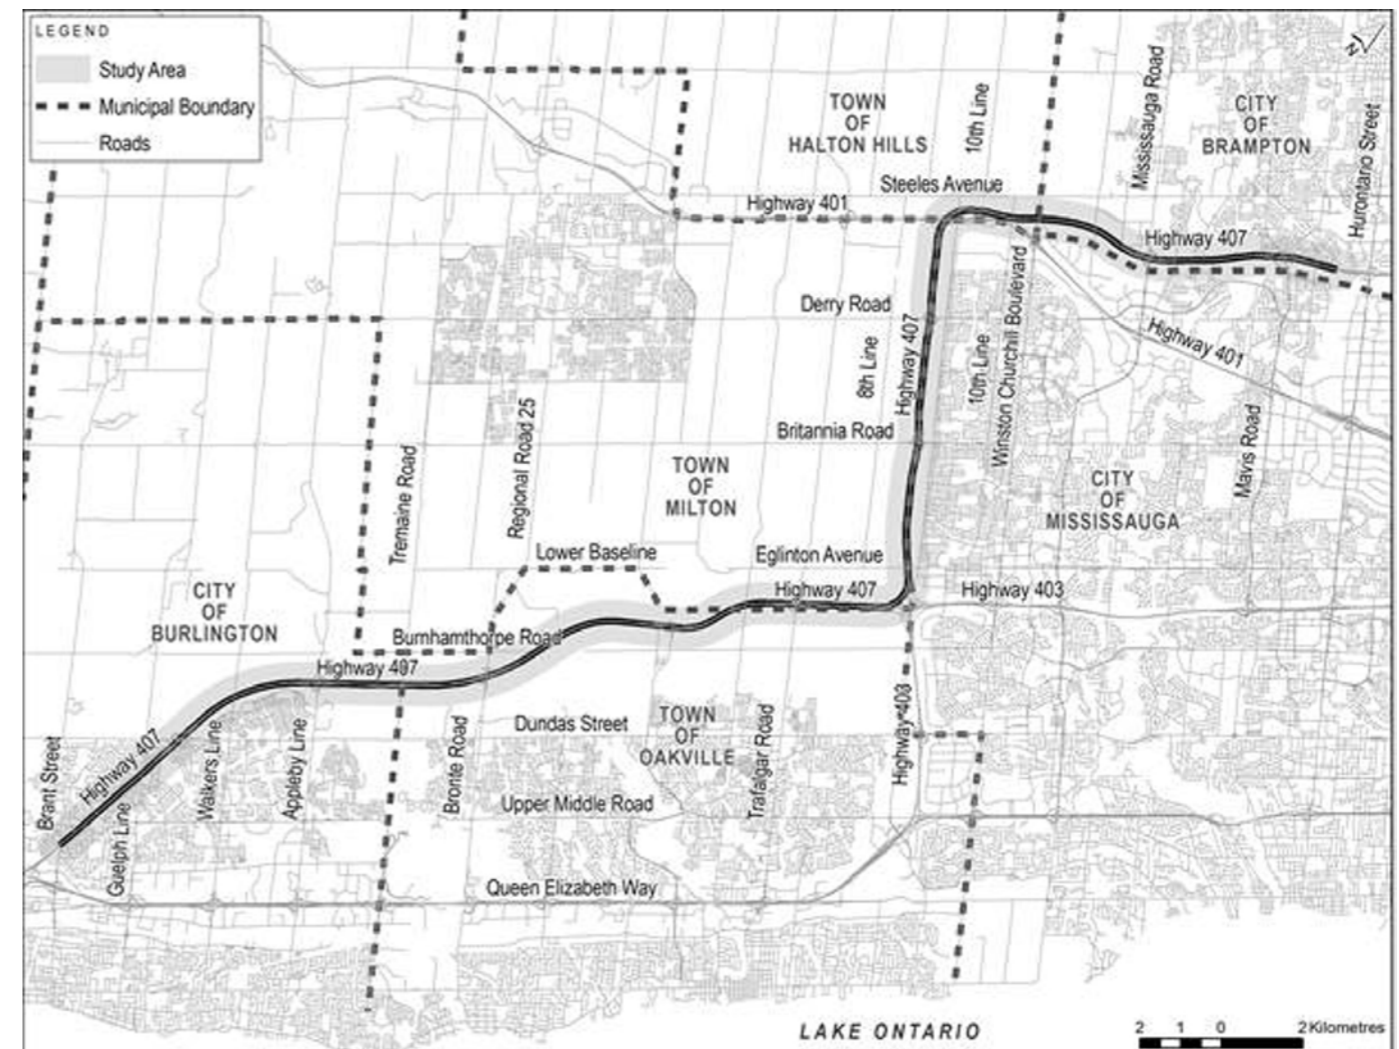 LEGEND
Study Area
Municipal Boundary
Roads
N
TOWN
OF
HALTON HILLS
10th Line
Mississauga Road
CITY
OF
BRAMPTON
Hurontario Street
Steeles Avenue
Highway 401
Highway 407
Derry Road
8th Line
Highway 407
10th Line
Winston Churchill Boulevard
Highway 401
Britannia Road
Mavis Road
Regional Road 25
Tremaine Road
TOWN
OF
MILTON
CITY
OF
MISSISSAUGA
Lower Baseline
Eglinton Avenue
Highway 407
Highway 403
CITY
OF
BURLINGTON
Burnhamthorpe Road
Highway 407
Highway 403
Dundas Street
TOWN
OF
OAKVILLE
Trafalgar Road
Bronte Road
Brant Street
Highway 407
Walkers Line
Appleby Line
Guelph Line
Upper Middle Road
Queen Elizabeth Way
LAKE ONTARIO
2 1 0 2 Kilometres